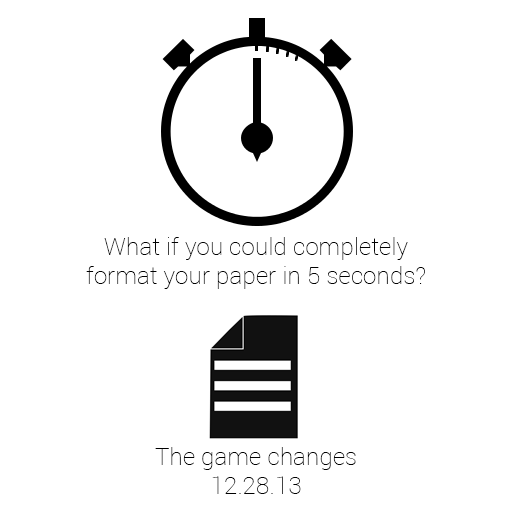 What if you could completely
format your paper in 5 seconds?
The game changes
12.28.13